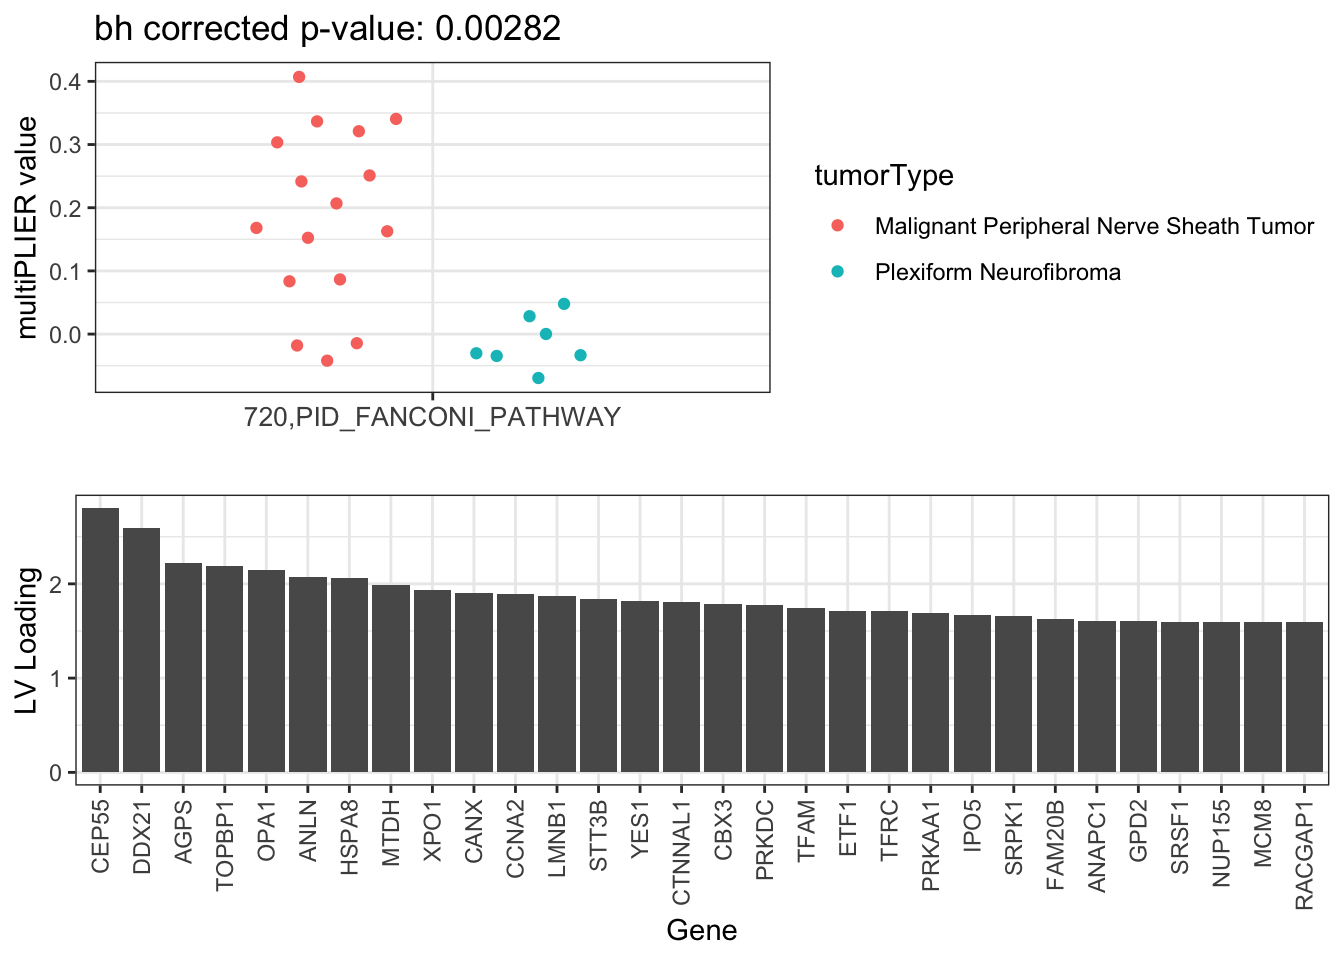 bh corrected p-value: 0.00282
multiPLIER value
0.4
0.3
0.2
0.1
0.0
720,PID_FANCONI_PATHWAY
tumorType
Malignant Peripheral Nerve Sheath Tumor
Plexiform Neurofibroma
LV Loading
2
1
0
CEP55
DDX21
AGPS
TOPBP1
OPA1
ANLN
HSPA8
MTDH
XPO1
CANX
CCNA2
LMNB1
STT3B
YES1
CTNNAL1
CBX3
PRKDC
TFAM
ETF1
TFRC
PRKAA1
IPO5
SRPK1
FAM20B
ANAPC1
GPD2
SRSF1
NUP155
MCM8
RACGAP1
Gene